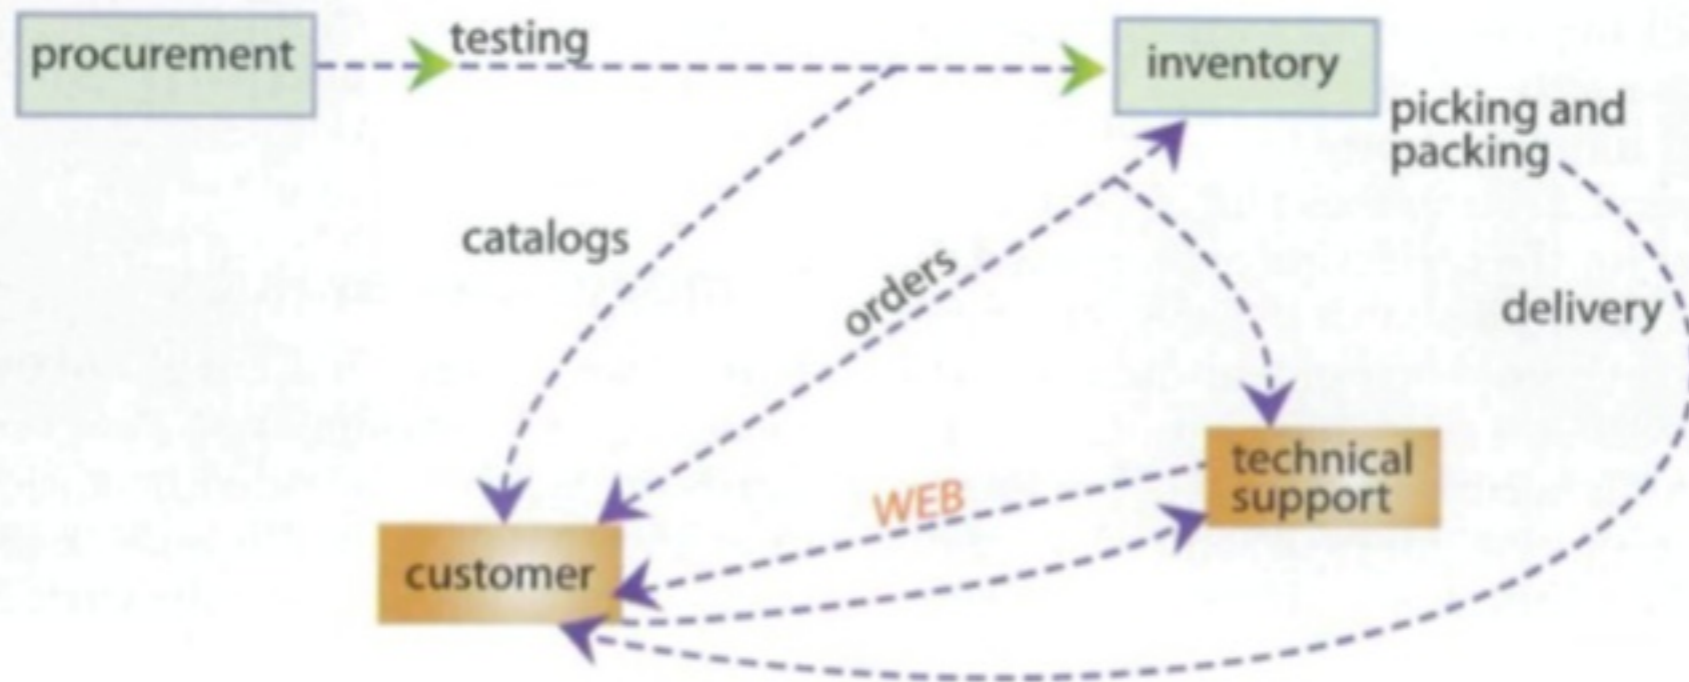 procurement
testing
inventory
picking and
packing
catalogs
orders
delivery
technical
support
WEB
customer